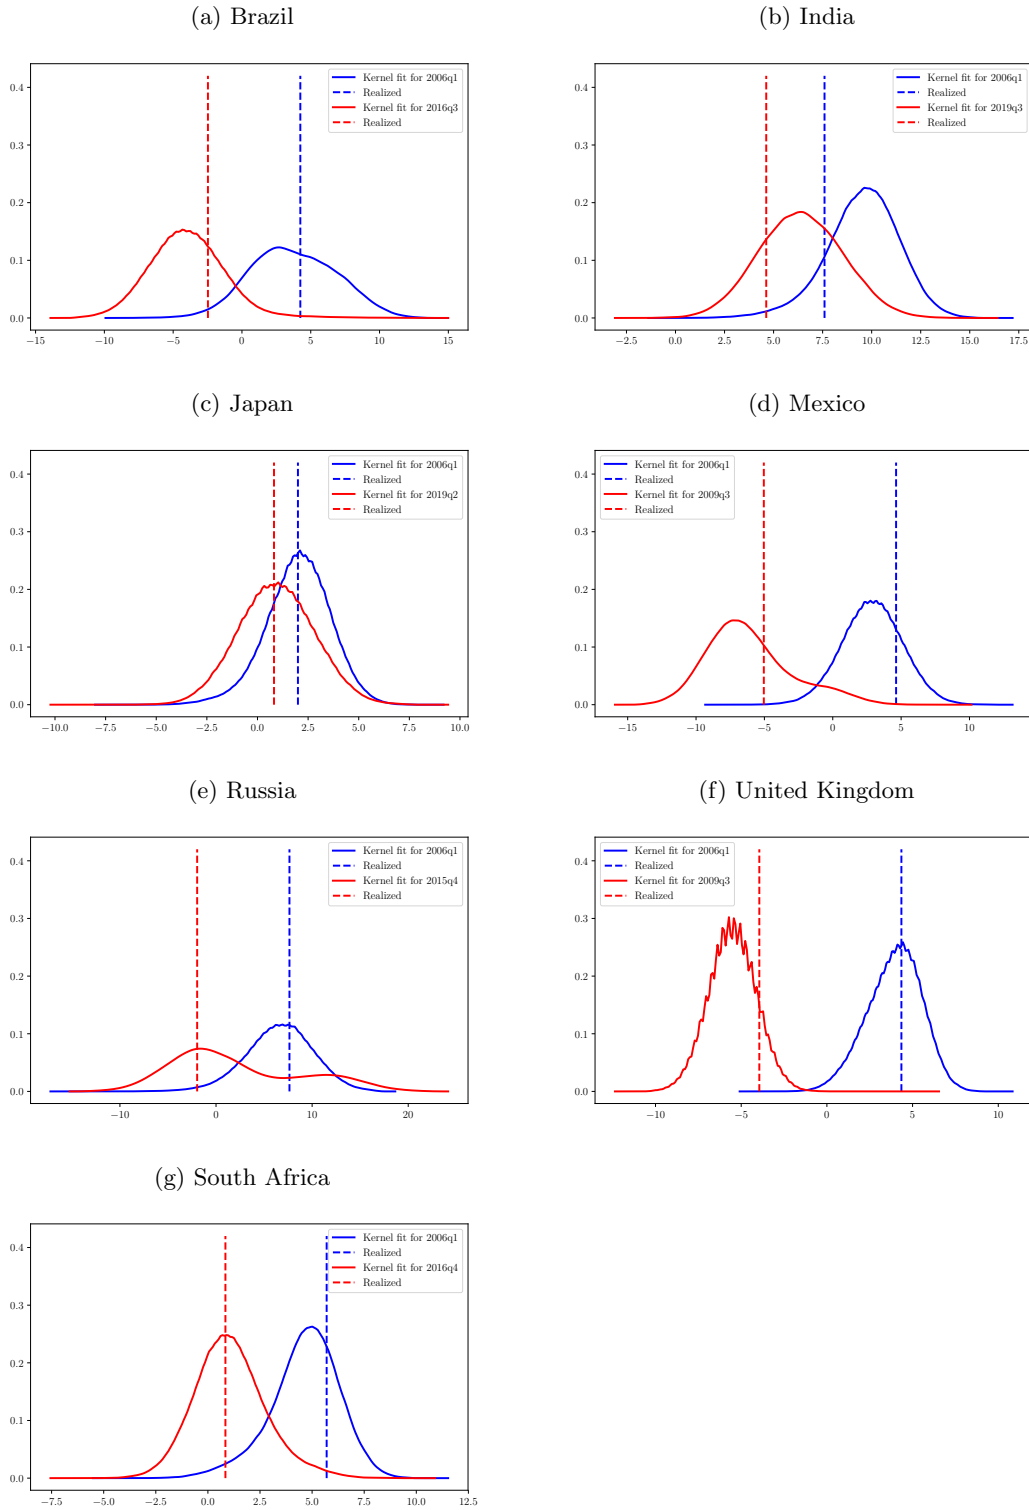 (a) Brazil
Kernel fit for 2006q1
Realized
Kernel fit for 2016q3
Realized
0.4
0.3
0.2
0.1
0.0
−15 −10 −5 0 5 10 15
(b) India
Kernel fit for 2006q1
Realized
Kernel fit for 2019q3
Realized
0.4
0.3
0.2
0.1
0.0
−2.5 0.0 2.5 5.0 7.5 10.0 12.5 15.0 17.5
(c) Japan
Kernel fit for 2006q1
Realized
Kernel fit for 2019q2
Realized
0.4
0.3
0.2
0.1
0.0
−10.0 −7.5 −5.0 −2.5 0.0 2.5 5.0 7.5 10.0
(d) Mexico
Kernel fit for 2006q1
Realized
Kernel fit for 2009q3
Realized
0.4
0.3
0.2
0.1
0.0
−15 −10 −5 0 5 10
(e) Russia
Kernel fit for 2006q1
Realized
Kernel fit for 2015q4
Realized
0.4
0.3
0.2
0.1
0.0
−10 0 10 20
(f) United Kingdom
Kernel fit for 2006q1
Realized
Kernel fit for 2009q3
Realized
0.4
0.3
0.2
0.1
0.0
−10 −5 0 5 10
(g) South Africa
Kernel fit for 2006q1
Realized
Kernel fit for 2016q4
Realized
0.4
0.3
0.2
0.1
0.0
−7.5 −5.0 −2.5 0.0 2.5 5.0 7.5 10.0 12.5